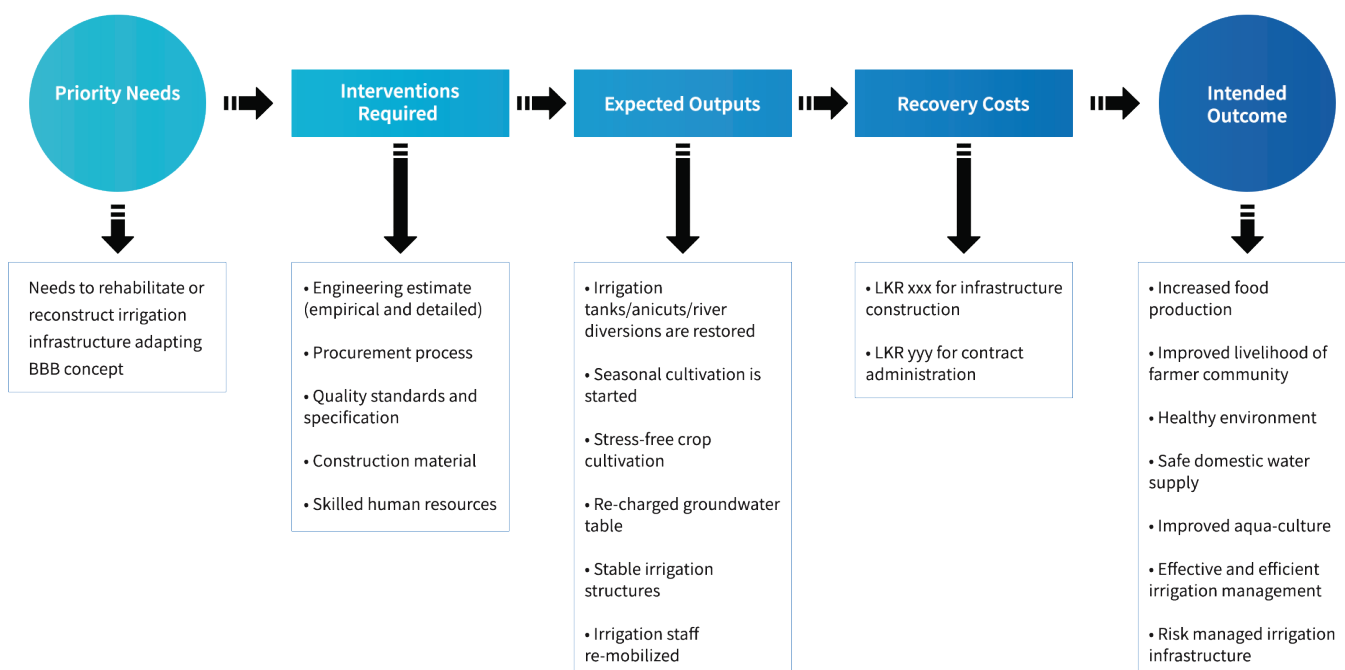 Priority Needs
Interventions
Required
Expected Outputs
Recovery Costs
Intended
Outcome
Needs to rehabilitate or
reconstruct irrigation
infrastructure adapting
BBB concept
• Engineering estimate
(empirical and detailed)
• Procurement process
• Quality standards and
specification
• Construction material
• Skilled human resources
• Irrigation
tanks/anicuts/river
diversions are restored
• Seasonal cultivation is
started
• Stress-free crop
cultivation
• Re-charged groundwater
table
• Stable irrigation
structures
• Irrigation staff
re-mobilized
• LKR xxx for infrastructure
construction
• LKR yyy for contract
administration
• Increased food
production
• Improved livelihood of
farmer community
• Healthy environment
• Safe domestic water
supply
• Improved aqua-culture
• Effective and efficient
irrigation management
• Risk managed irrigation
infrastructure